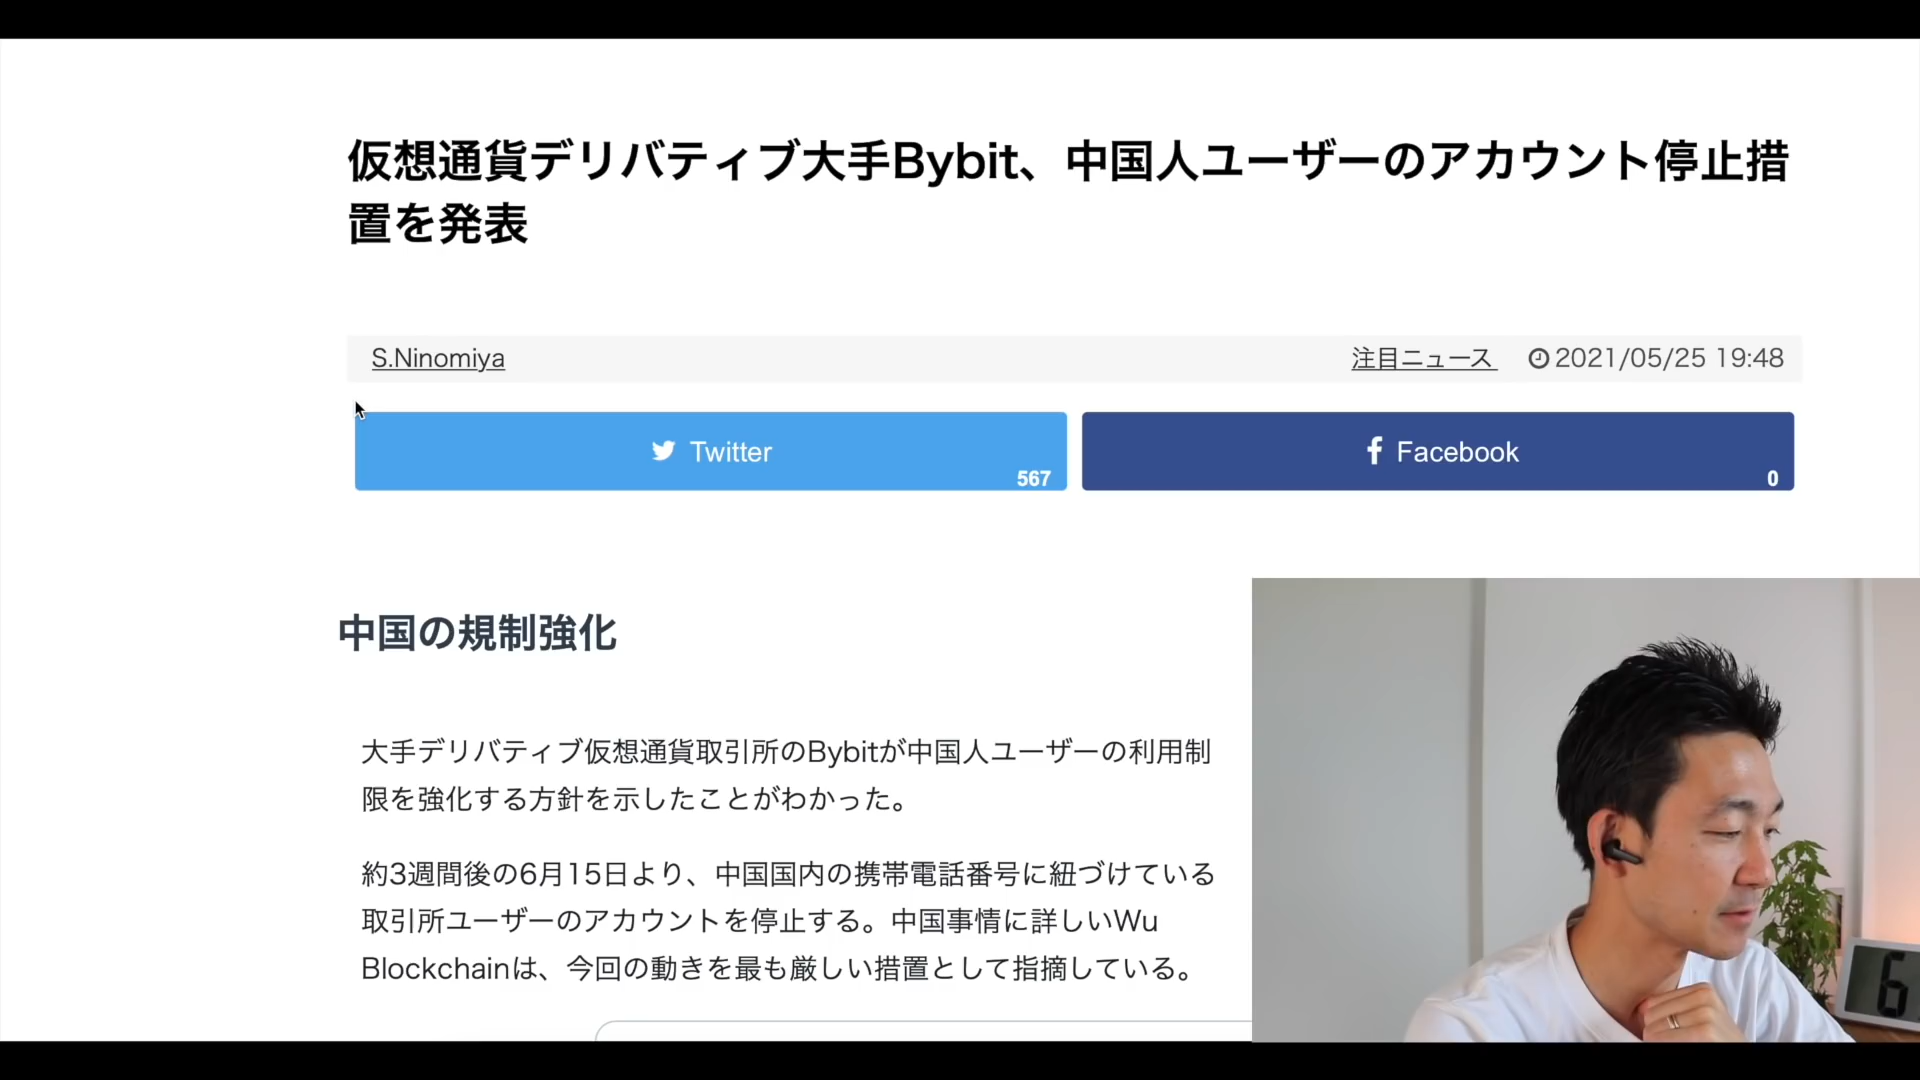 仮想通貨デリバティブ大手Bybit、中国人ユーザーのアカウント停止措
置を発表
S.Ninomiya
注目ニュース 2021/05/25 19:48
Twitter
567
Facebook
0
中国の規制強化
大手デリバティブ仮想通貨取引所のBybitが中国人ユーザーの利用制
限を強化する方針を示したことがわかった。
約3週間後の6月15日より、中国国内の携帯電話番号に紐づけている
取引所ユーザーのアカウントを停止する。中国事情に詳しいWu
Blockchainは、今回の動きを最も厳しい措置として指摘している。
6